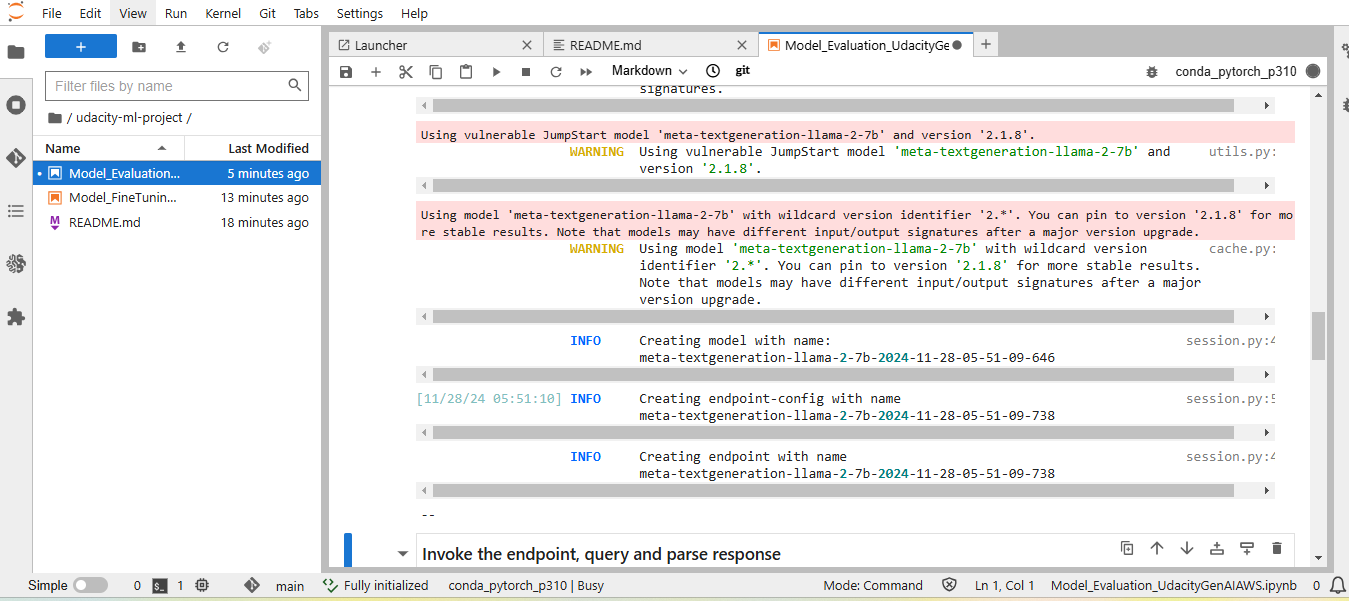 File Edit View Run Kernel Git Tabs Settings Help
Launcher
README.md
Model_Evaluation_UdacityGe
Markdown
git
conda_pytorch_p310
Filter files by name
/ udacity-ml-project /
Name Last Modified
Model_Evaluation... 5 minutes ago
Model_FineTunin... 13 minutes ago
README.md 18 minutes ago
signatures.
Using vulnerable JumpStart model 'meta-textgeneration-llama-2-7b' and version '2.1.8'.
WARNING Using vulnerable JumpStart model 'meta-textgeneration-llama-2-7b' and utils.py:
version '2.1.8'.
Using model 'meta-textgeneration-llama-2-7b' with wildcard version identifier '2.*'. You can pin to version '2.1.8' for mo
re stable results. Note that models may have different input/output signatures after a major version upgrade.
WARNING Using model 'meta-textgeneration-llama-2-7b' with wildcard version cache.py:
identifier '2.*'. You can pin to version '2.1.8' for more stable results.
Note that models may have different input/output signatures after a major
version upgrade.
INFO Creating model with name: session.py:4
meta-textgeneration-llama-2-7b-2024-11-28-05-51-09-646
[11/28/24 05:51:10] INFO Creating endpoint-config with name session.py:5
meta-textgeneration-llama-2-7b-2024-11-28-05-51-09-738
INFO Creating endpoint with name session.py:4
meta-textgeneration-llama-2-7b-2024-11-28-05-51-09-738
--
Invoke the endpoint, query and parse response
Simple 0 1 main Fully initialized conda_pytorch_p310 | Busy Mode: Command Ln 1, Col 1 Model_Evaluation_UdacityGenAIAWS.ipynb 0